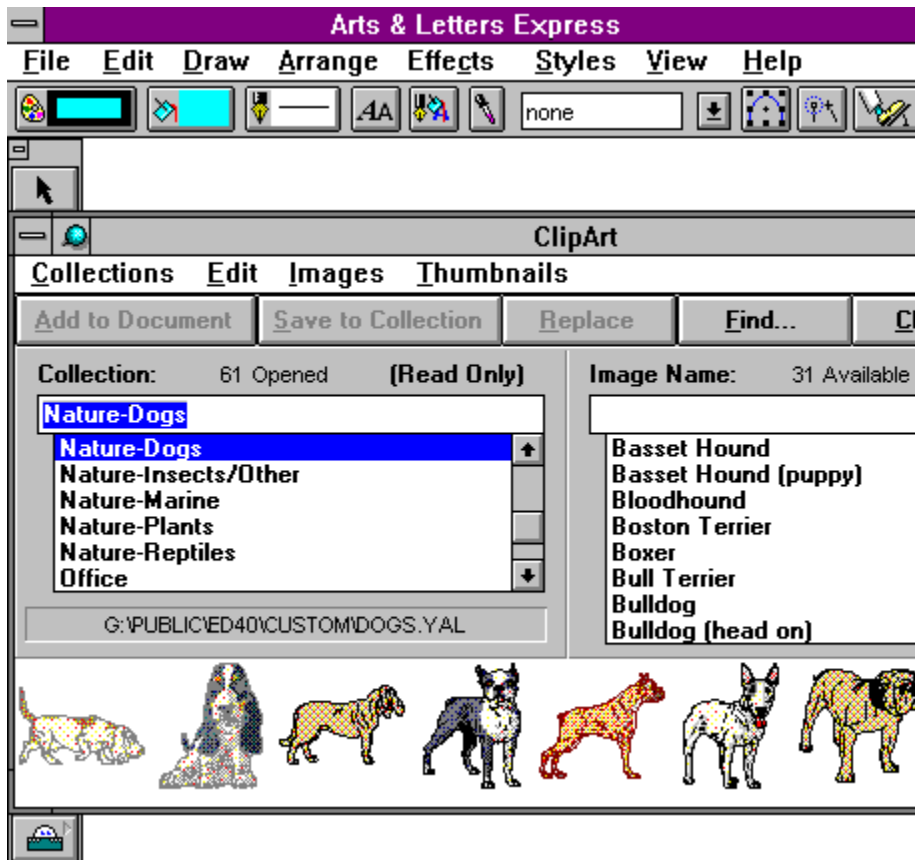 Arts & Letters Express
File Edit Draw Arrange Effects Styles View Help
AA A none
ClipArt
Collections Edit Images Thumbnails
Add to Document Save to Collection Replace Find... Cl
Collection: 61 Opened (Read Only) Image Name: 31 Available
Nature-Dogs
Nature-Dogs Basset Hound
Nature-Insects/Other Basset Hound (puppy)
Nature-Marine Bloodhound
Nature-Plants Boston Terrier
Nature-Reptiles Boxer
Office Bull Terrier
Bulldog
G:\PUBLIC\ED40\CUSTOM\DOGS.YAL Bulldog (head on)